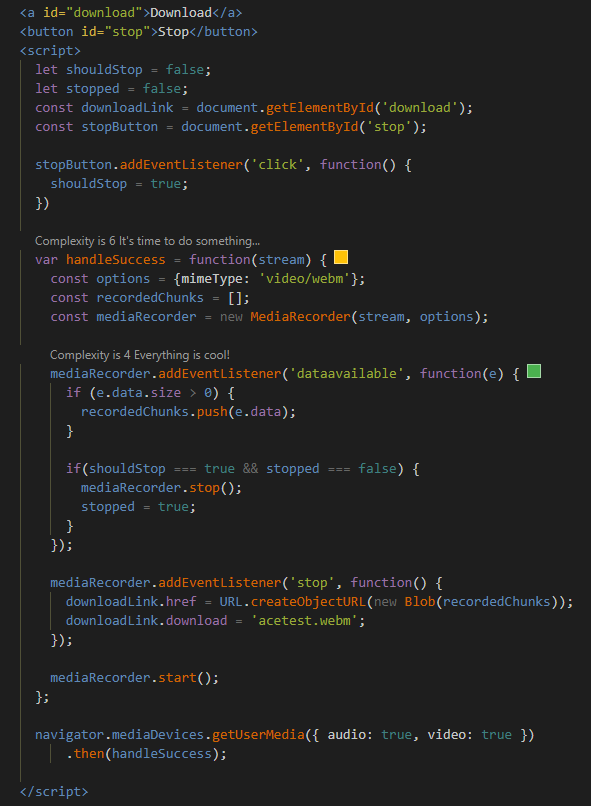 <a id="download">Download</a>
<button id="stop">Stop</button>
<script>
  let shouldStop = false;
  let stopped = false;
  const downloadLink = document.getElementById('download');
  const stopButton = document.getElementById('stop');

  stopButton.addEventListener('click', function() {
    shouldStop = true;
  })

  Complexity is 6 It's time to do something...
  var handleSuccess = function(stream) {
    const options = {mimeType: 'video/webm'};
    const recordedChunks = [];
    const mediaRecorder = new MediaRecorder(stream, options);

    Complexity is 4 Everything is cool!
    mediaRecorder.addEventListener('dataavailable', function(e) {
      if (e.data.size > 0) {
        recordedChunks.push(e.data);
      }

      if(shouldStop === true && stopped === false) {
        mediaRecorder.stop();
        stopped = true;
      }
    });

    mediaRecorder.addEventListener('stop', function() {
      downloadLink.href = URL.createObjectURL(new Blob(recordedChunks));
      downloadLink.download = 'acetest.webm';
    });

    mediaRecorder.start();
  };

  navigator.mediaDevices.getUserMedia({ audio: true, video: true })
      .then(handleSuccess);

</script>